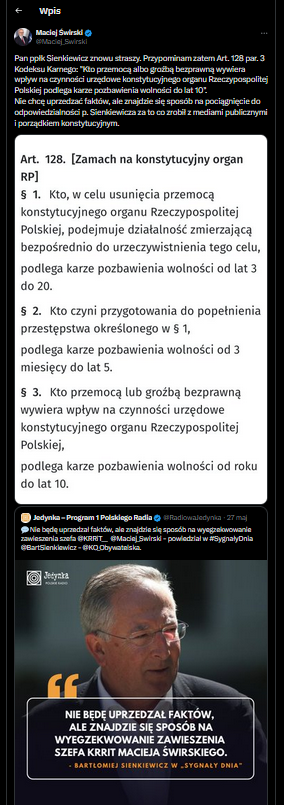 Wpis
Maciej Świrski
@Maciej_Swirski
Pan ppłk Sienkiewicz znowu straszy. Przypominam zatem Art. 128 par. 3
Kodeksu Karnego: "Kto przemocą albo groźbą bezprawną wywiera
wpływ na czynności urzędowe konstytucyjnego organu Rzeczypospolitej
Polskiej podlega karze pozbawienia wolności do lat 10".
Nie chcę uprzedzać faktów, ale znajdzie się sposób na pociągnięcie do
odpowiedzialności p. Sienkiewicza za to co zrobił z mediami publicznymi
i porządkiem konstytucyjnym.
Art. 128. [Zamach na konstytucyjny organ
RP]
§ 1. Kto, w celu usunięcia przemocą
konstytucyjnego organu Rzeczypospolitej
Polskiej, podejmuje działalność zmierzającą
bezpośrednio do urzeczywistnienia tego celu,
podlega karze pozbawienia wolności od lat 3
do 20.
§ 2. Kto czyni przygotowania do popełnienia
przestępstwa określonego w § 1,
podlega karze pozbawienia wolności od 3
miesięcy do lat 5.
§ 3. Kto przemocą lub groźbą bezprawną
wywiera wpływ na czynności urzędowe
konstytucyjnego organu Rzeczypospolitej
Polskiej,
podlega karze pozbawienia wolności od roku
do lat 10.
Jedynka – Program 1 Polskiego Radia @RadiowaJedynka · 27 maj
Nie będę uprzedzał faktów, ale znajdzie się sposób na wyegzekwowanie
zawieszenia szefa @KRRiT__ @Maciej_Swirski - powiedział w #SygnałyDnia
@BartSienkiewicz - @KO_Obywatelska.
Jedynka
POLSKIE RADIO
NIE BĘDĘ UPRZEDZAŁ FAKTÓW,
ALE ZNAJDZIE SIĘ SPOSÓB NA
WYEGZEKWOWANIE ZAWIESZENIA
SZEFA KRRIT MACIEJA ŚWIRSKIEGO.
- BARTŁOMIEJ SIENKIEWICZ W „SYGNAŁY DNIA"